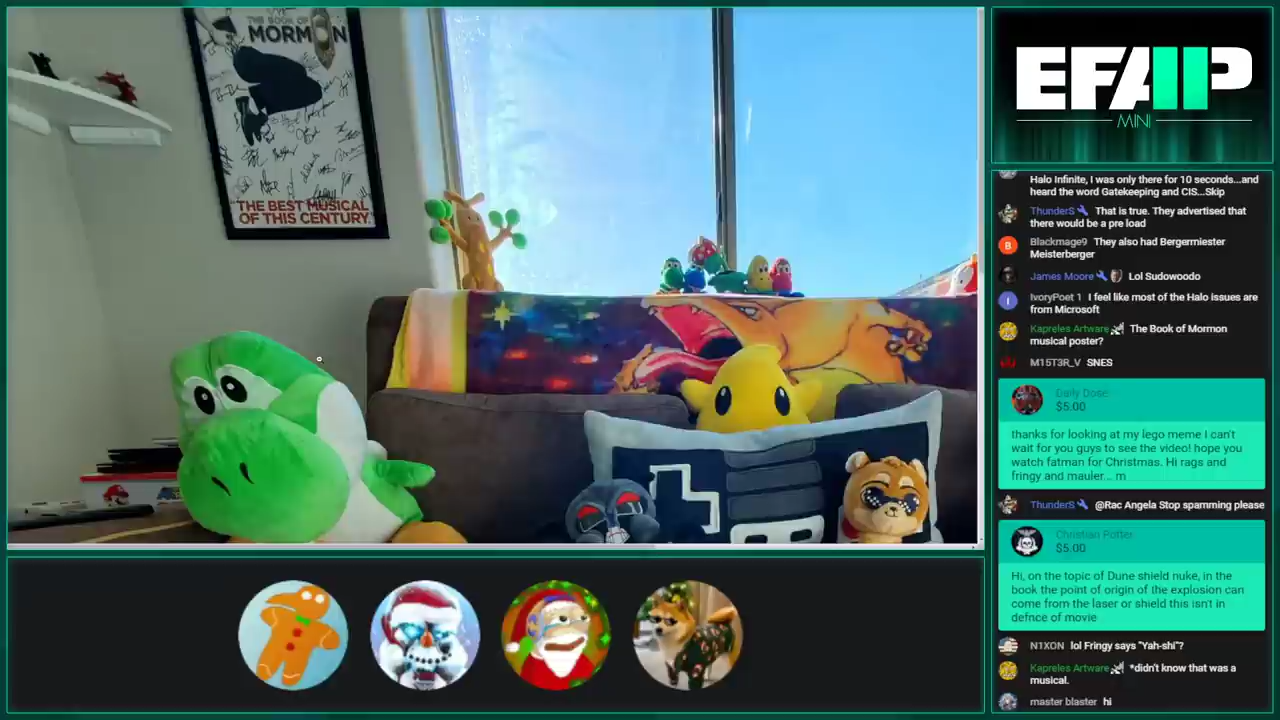 THE BOOK OF
MORMON
THE BEST MUSICAL
OF THIS CENTURY.
EFAP
MINI
Halo Infinite, I was only there for 10 seconds...and
heard the word Gatekeeping and CIS...Skip
ThunderS That is true. They advertised that
there would be a pre load
B
Blackmage9 They also had Bergermiester
Meisterberger
James Moore Lol Sudowoodo
I
IvoryPoet 1 I feel like most of the Halo issues are
from Microsoft
Kapreles Artware The Book of Mormon
musical poster?
M15T3R_V SNES
Daily Dose
$5.00
thanks for looking at my lego meme I can't
wait for you guys to see the video! hope you
watch fatman for Christmas. Hi rags and
fringy and mauler... m
ThunderS @Rac Angela Stop spamming please
Christian Potter
$5.00
Hi, on the topic of Dune shield nuke, in the
book the point of origin of the explosion can
come from the laser or shield this isn't in
defnce of movie
N1XON lol Fringy says "Yah-shi"?
Kapreles Artware *didn't know that was a
musical.
master blaster hi